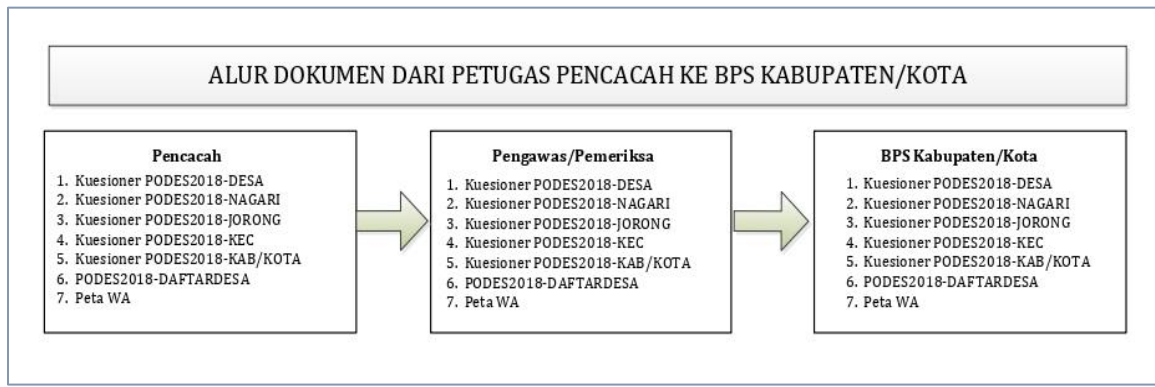 ALUR DOKUMEN DARI PETUGAS PENCACAH KE BPS KABUPATEN/KOTA
Pencacah
1. Kuesioner PODES2018-DESA
2. Kuesioner PODES2018-NAGARI
3. Kuesioner PODES2018-JORONG
4. Kuesioner PODES2018-KEC
5. Kuesioner PODES2018-KAB/KOTA
6. PODES2018-DAFTARDESA
7. Peta WA
Pengawas/Pemeriksa
1. Kuesioner PODES2018-DESA
2. Kuesioner PODES2018-NAGARI
3. Kuesioner PODES2018-JORONG
4. Kuesioner PODES2018-KEC
5. Kuesioner PODES2018-KAB/KOTA
6. PODES2018-DAFTARDESA
7. Peta WA
BPS Kabupaten/Kota
1. Kuesioner PODES2018-DESA
2. Kuesioner PODES2018-NAGARI
3. Kuesioner PODES2018-JORONG
4. Kuesioner PODES2018-KEC
5. Kuesioner PODES2018-KAB/KOTA
6. PODES2018-DAFTARDESA
7. Peta WA